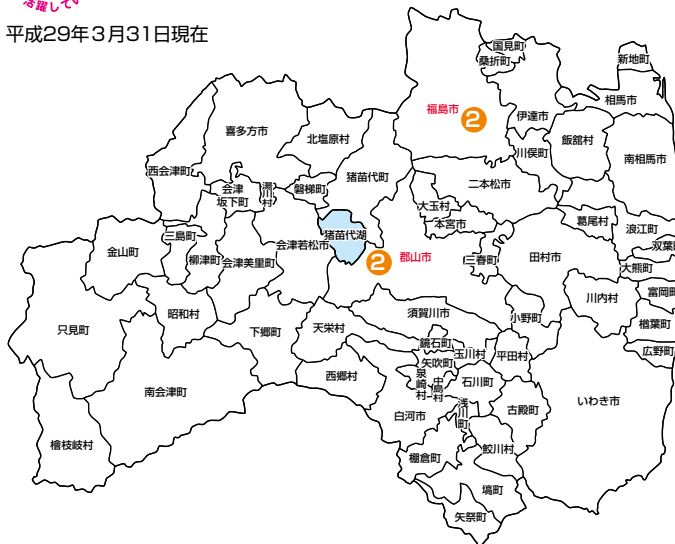 活躍してい
平成29年3月31日現在
国見町
桑折町
新地町
相馬市
福島市
2
伊達市
喜多方市
北塩原村
川俣町
飯舘村
南相馬市
西会津町
猪苗代町
二本松市
会津
坂下町
湯川村
磐梯町
大玉村
本宮市
葛尾村
浪江町
双葉町
三島町
金山町
柳津町
会津美里町
会津若松市
猪苗代湖
2
郡山市
三春町
田村市
大熊町
富岡町
川内村
楢葉町
広野町
只見町
昭和村
下郷町
天栄村
須賀川市
小野町
鏡石町
矢吹町
玉川村
平田村
泉崎村
中島村
石川町
西郷村
南会津町
白河市
浅川町
古殿町
いわき市
檜枝岐村
棚倉町
鮫川村
塙町
矢祭町